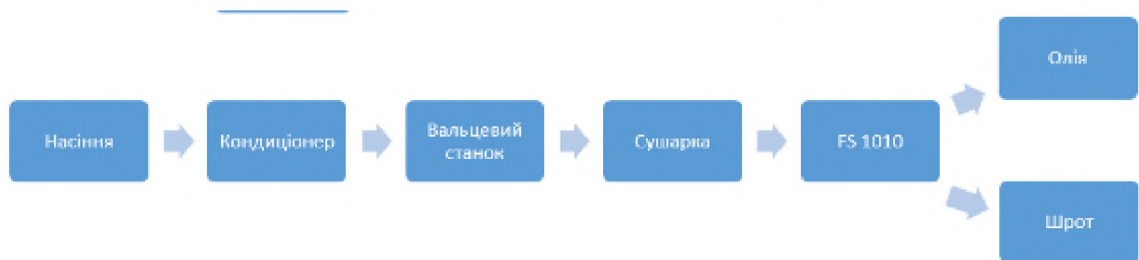 Насіння
Кондиціонер
Вальцевий
станок
Сушарка
FS 1010
Олія
Шрот